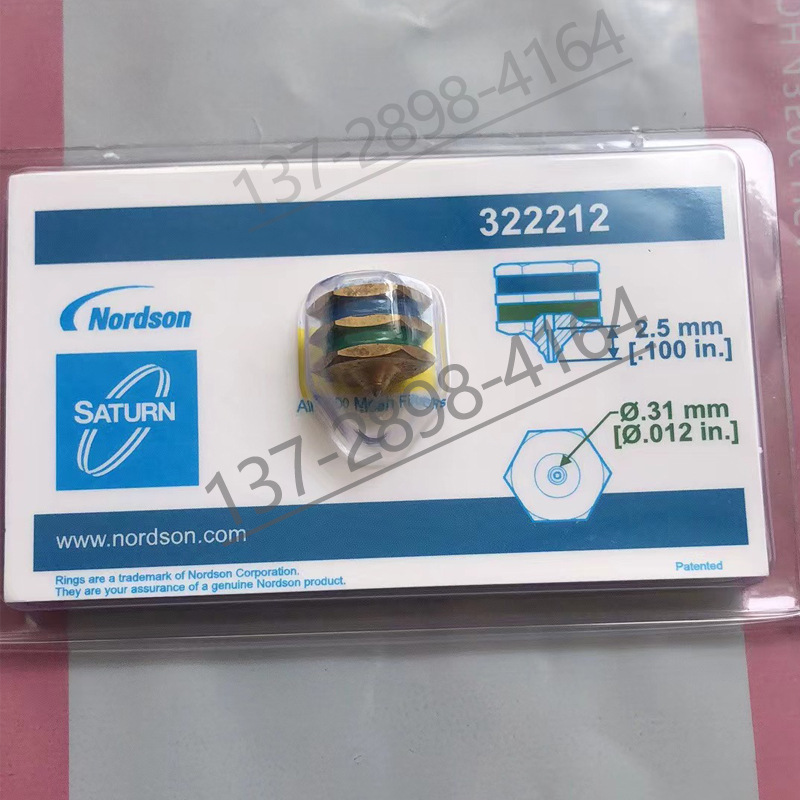 137-2898-4164
322212
Nordson
2.5 mm
[.100 in.]
SATURN
Ø.31 mm
[Ø.012 in.]
137-2898-4164
www.nordson.com
Rings are a trademark of Nordson Corporation.
They are your assurance of a genuine Nordson product.
Patented